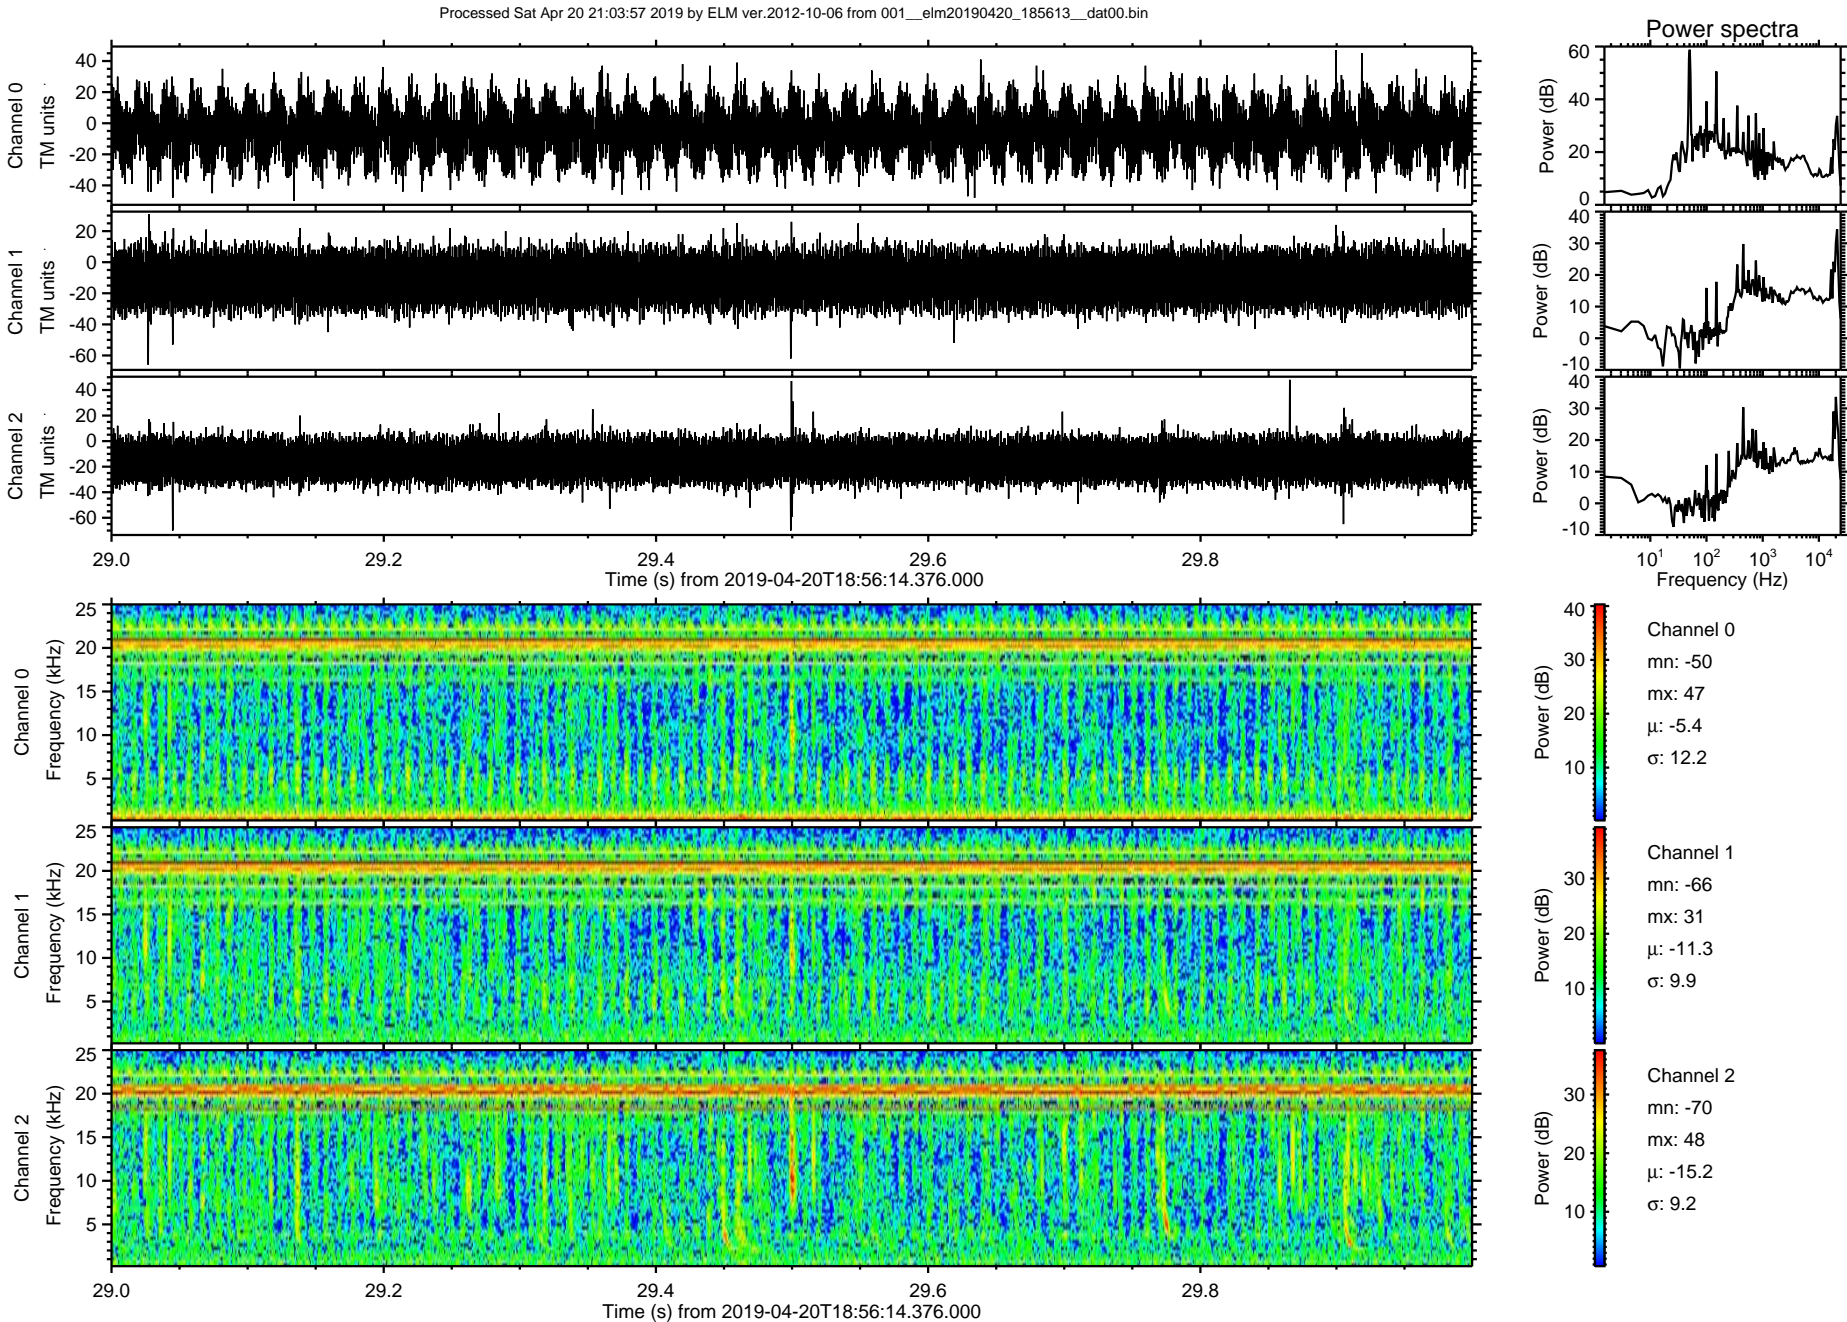 Processed Sat Apr 20 21:03:57 2019 by ELM ver.2012-10-06 from 001__elm20190420_185613__dat00.bin
Power spectra
Channel 0
TM units
40
20
0
-20
-40
Power (dB)
60
40
20
0
Channel 1
TM units
20
0
-20
-40
-60
Power (dB)
40
30
20
10
0
-10
Channel 2
TM units
40
20
0
-20
-40
-60
Power (dB)
40
30
20
10
0
-10
29.0 29.2 29.4 29.6 29.8
Time (s) from 2019-04-20T18:56:14.376.000
10¹ 10² 10³ 10⁴
Frequency (Hz)
Channel 0
Frequency (kHz)
25
20
15
10
5
Power (dB)
40
30
20
10
Channel 0
mn: -50
mx: 47
μ: -5.4
σ: 12.2
Channel 1
Frequency (kHz)
25
20
15
10
5
Power (dB)
30
20
10
Channel 1
mn: -66
mx: 31
μ: -11.3
σ: 9.9
Channel 2
Frequency (kHz)
25
20
15
10
5
Power (dB)
30
20
10
Channel 2
mn: -70
mx: 48
μ: -15.2
σ: 9.2
29.0 29.2 29.4 29.6 29.8
Time (s) from 2019-04-20T18:56:14.376.000